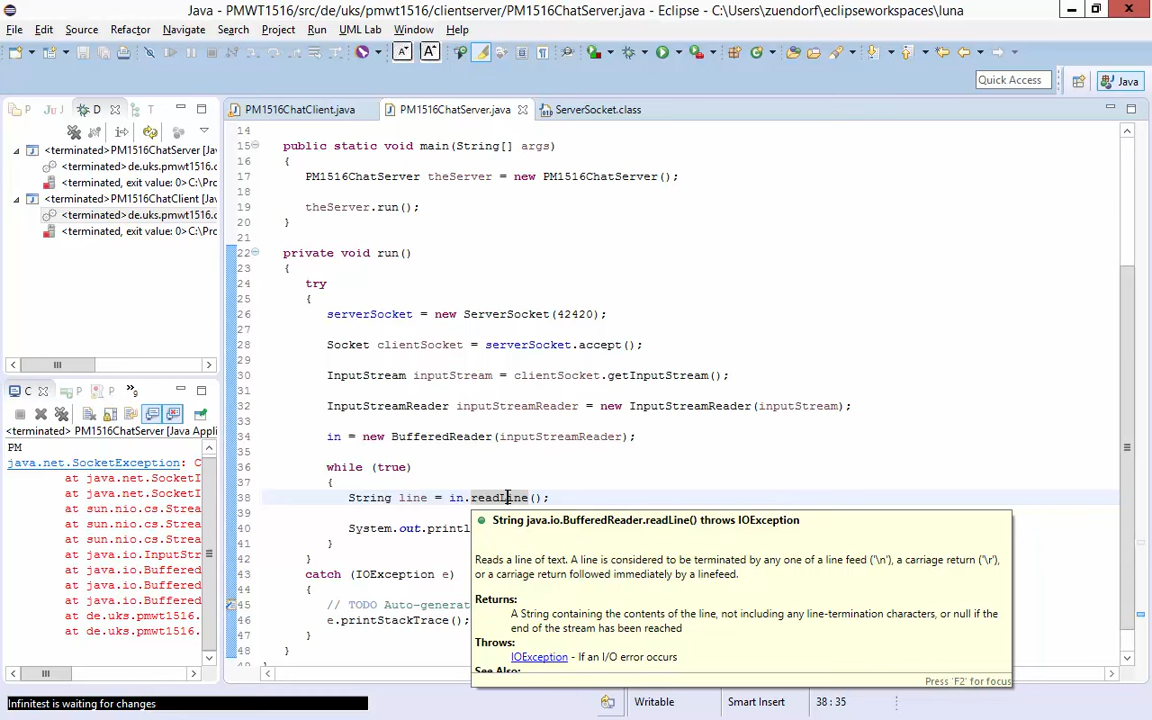 Java - PMWT1516/src/de/uks/pmwt1516/clientserver/PM1516ChatServer.java - Eclipse - C:\Users\zuendorf\eclipseworkspaces\luna
File Edit Source Refactor Navigate Search Project Run UML Lab Window Help
Quick Access
Java
P
Ju J
D
T
PM1516ChatClient.java
PM1516ChatServer.java
ServerSocket.class
<terminated>PM1516ChatServer [Java
<terminated>de.uks.pmwt1516.c
<terminated, exit value: 0>C:\Pro
<terminated>PM1516ChatClient [Java
<terminated>de.uks.pmwt1516.c
<terminated, exit value: 0>C:\Pro
14
15 public static void main(String[] args)
16 {
17 PM1516ChatServer theServer = new PM1516ChatServer();
18
19 theServer.run();
20 }
21
22 private void run()
23 {
24 try
25 {
26 serverSocket = new ServerSocket(42420);
27
28 Socket clientSocket = serverSocket.accept();
29
30 InputStream inputStream = clientSocket.getInputStream();
31
32 InputStreamReader inputStreamReader = new InputStreamReader(inputStream);
33
34 in = new BufferedReader(inputStreamReader);
35
36 while (true)
37 {
38 String line = in.readLine();
39
40 System.out.printl
41 }
42 }
43 catch (IOException e)
44 {
45 // TODO Auto-generat
46 e.printStackTrace();
47 }
48 }
49 }
C
P
»9
<terminated> PM1516ChatServer [Java Appli
PM
java.net.SocketException: C
at java.net.SocketI
at java.net.SocketI
at sun.nio.cs.Strea
at sun.nio.cs.Strea
at sun.nio.cs.Strea
at java.io.InputStr
at java.io.Buffered
at java.io.Buffered
at java.io.Buffered
at de.uks.pmwt1516.
at de.uks.pmwt1516.
String java.io.BufferedReader.readLine() throws IOException
Reads a line of text. A line is considered to be terminated by any one of a line feed ('\n'), a carriage return ('\r'),
or a carriage return followed immediately by a linefeed.
Returns:
A String containing the contents of the line, not including any line-termination characters, or null if the
end of the stream has been reached
Throws:
IOException - If an I/O error occurs
See Also:
Press 'F2' for focus
Infinitest is waiting for changes
Writable
Smart Insert
38 : 35